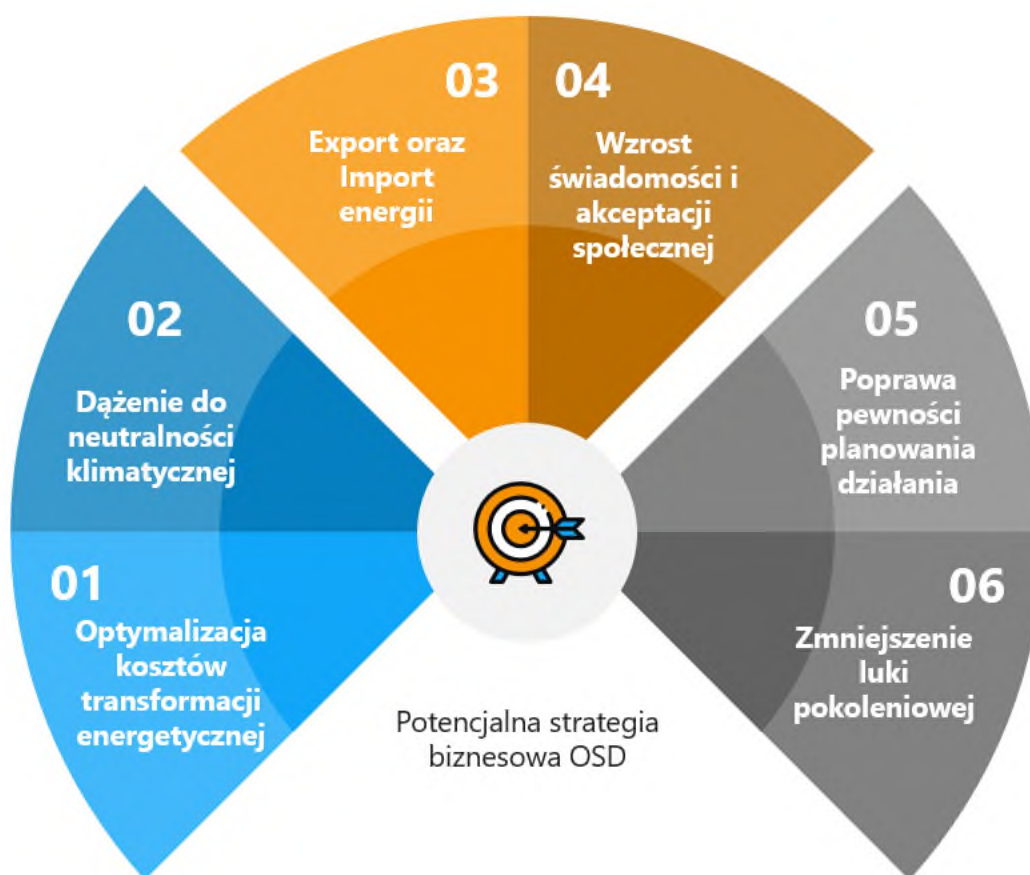 01
Optymalizacja
kosztów
transformacji
energetycznej
02
Dążenie do
neutralności
klimatycznej
03
Export oraz
Import
energii
04
Wzrost
świadomości i
akceptacji
społecznej
05
Poprawa
pewności
planowania
działania
06
Zmniejszenie
luki
pokoleniowej
Potencjalna strategia
biznesowa OSD